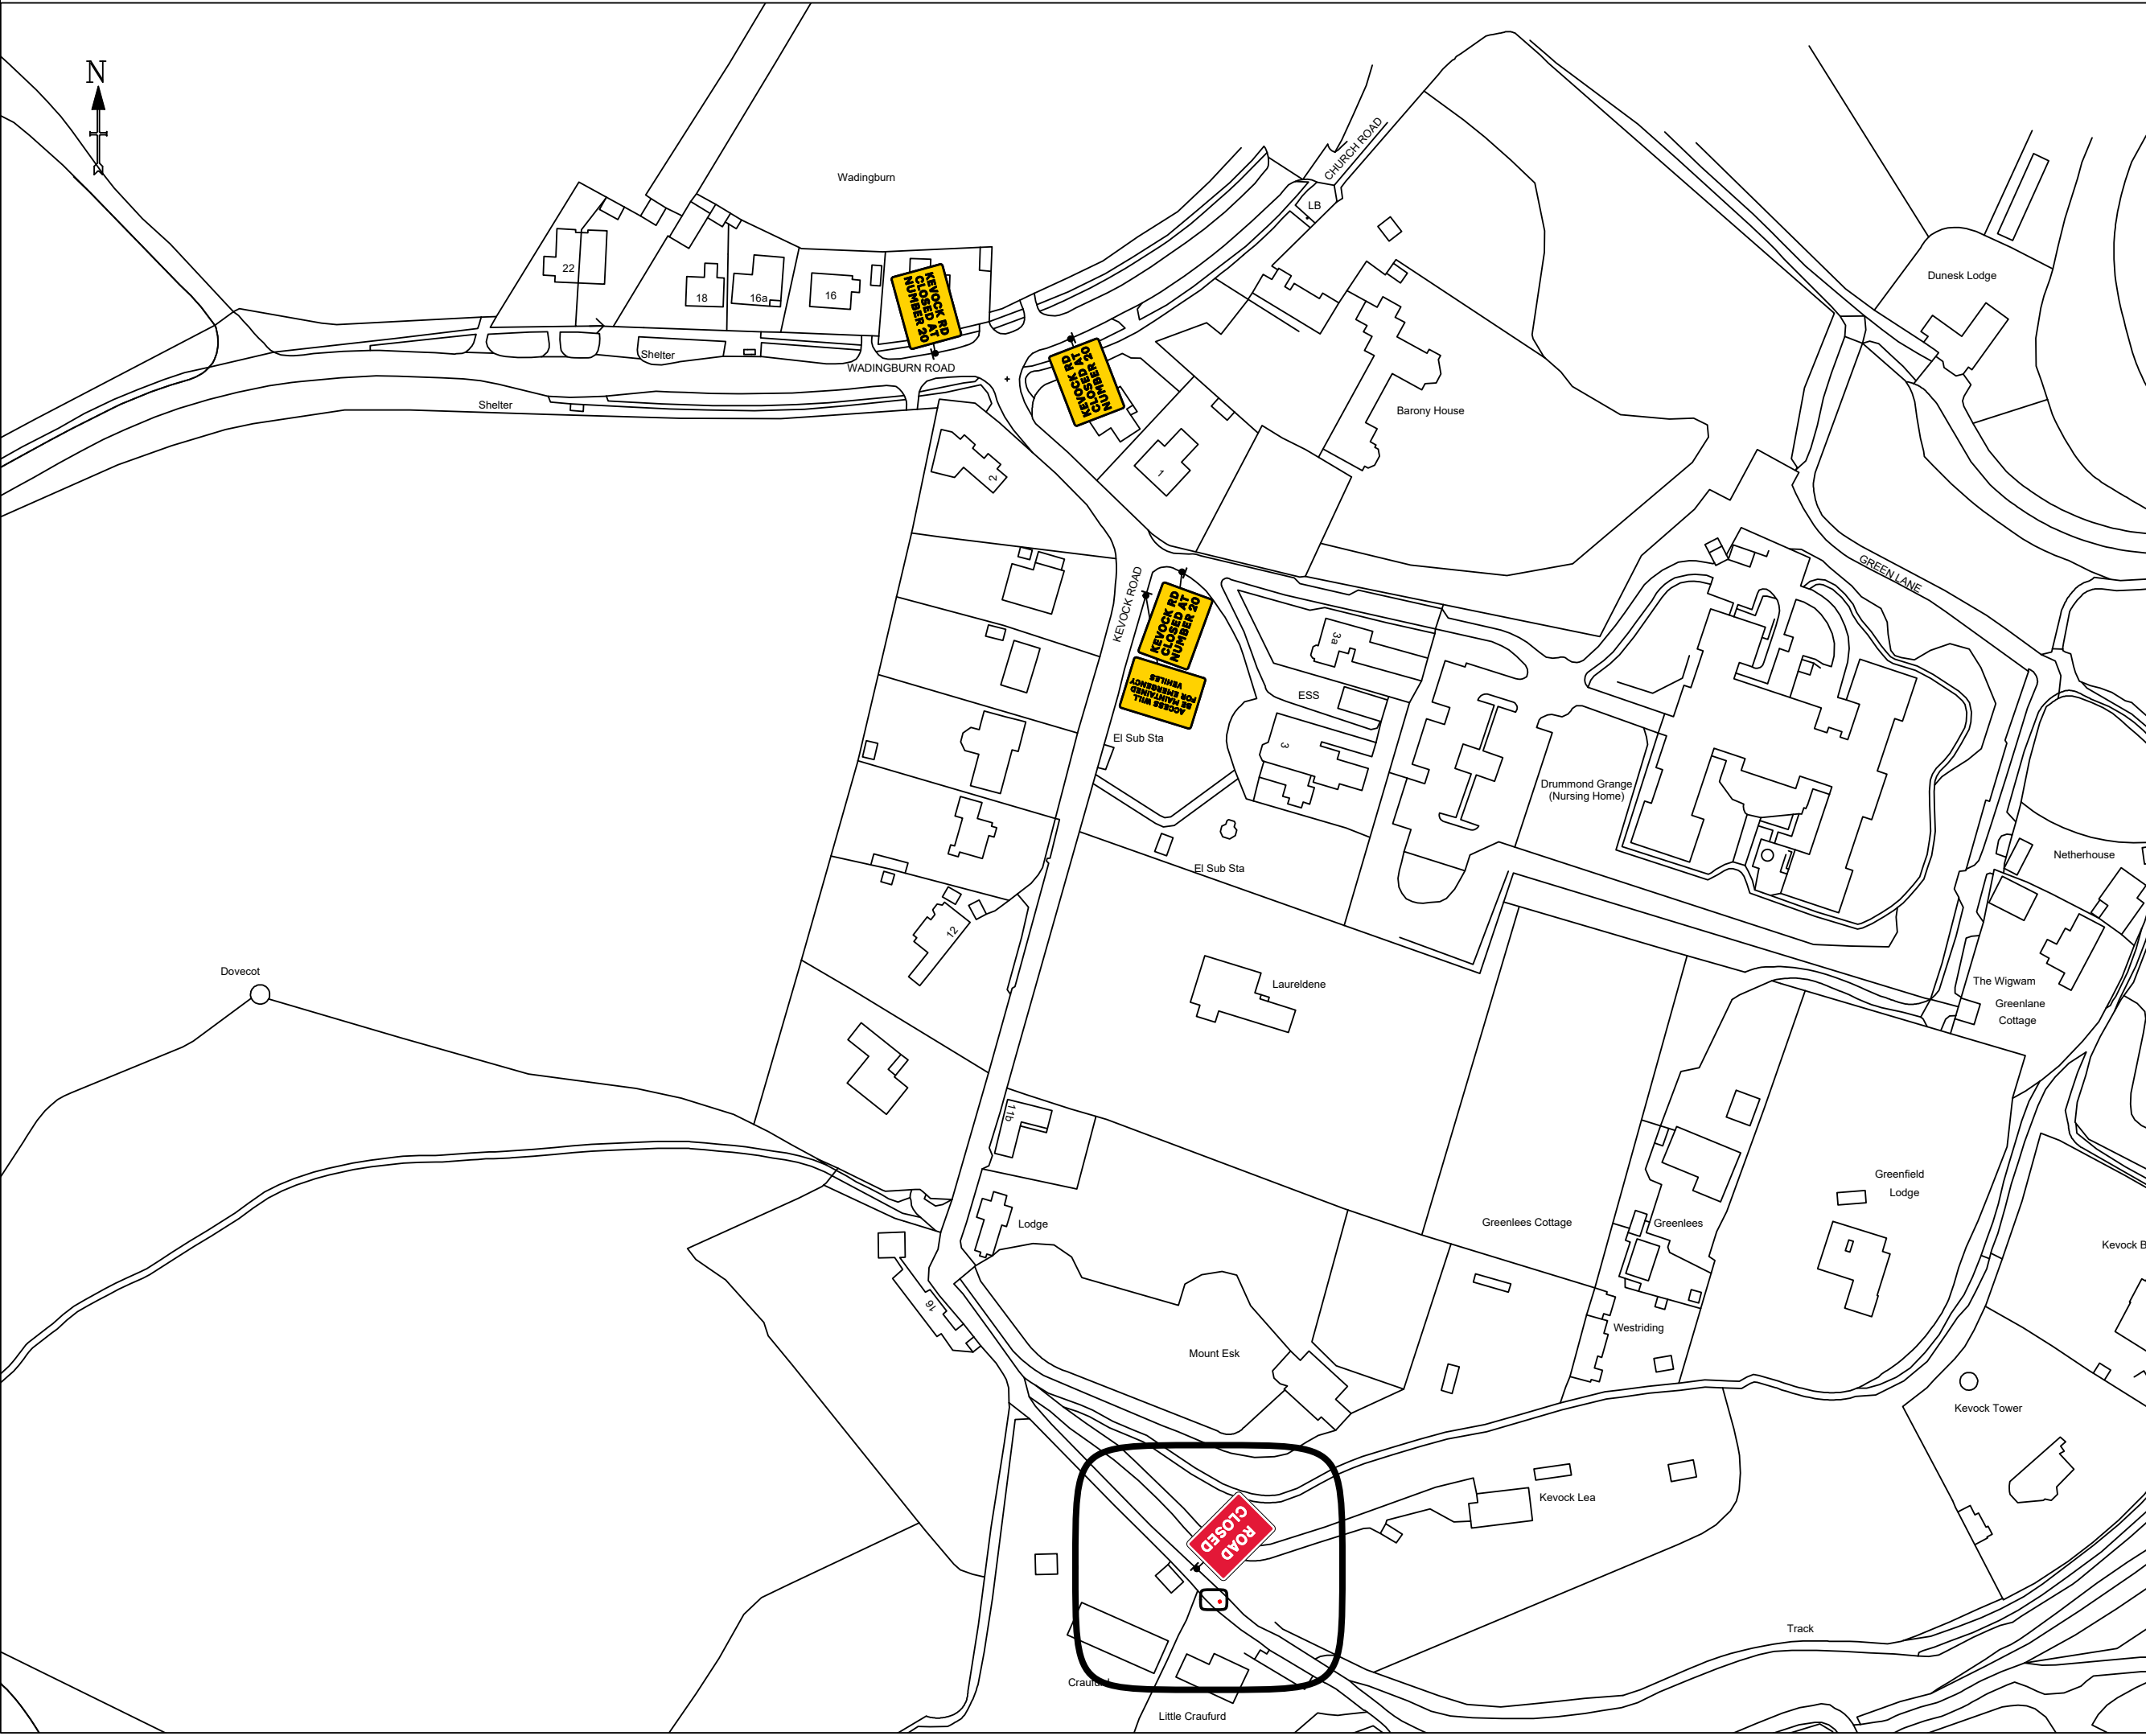 N
Wadingburn
CHURCH ROAD
LB
22
18
16a
16
Dunesk Lodge
KEVOCK RD
CLOSED AT
NUMBER 20
KEVOCK RD
CLOSED AT
NUMBER 20
Shelter
WADINGBURN ROAD
Shelter
Barony House
2
1
GREEN LANE
KEVOCK ROAD
KEVOCK RD
CLOSED AT
NUMBER 20
3a
ACCESS WILL
BE MAINTAINED
FOR EMERGENCY
VEHILES
ESS
El Sub Sta
3
Drummond Grange
(Nursing Home)
El Sub Sta
Netherhouse
12
Dovecot
Laureldene
The Wigwam
Greenlane
Cottage
11b
Greenfield
Lodge
Lodge
Greenlees Cottage
Greenlees
Kevock B
16
Westriding
Mount Esk
Kevock Tower
Kevock Lea
ROAD
CLOSED
Track
Craufurd
Little Craufurd